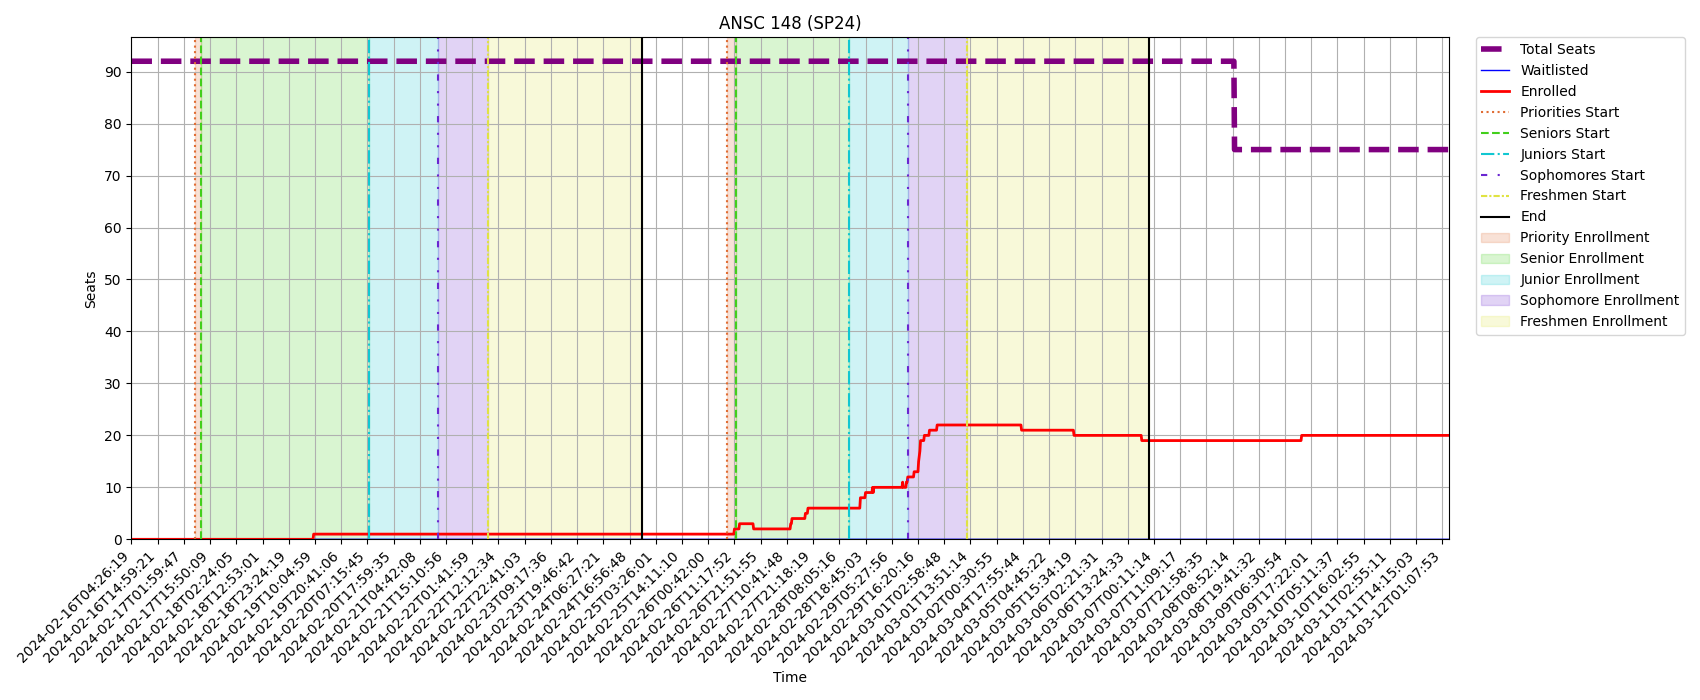 ANSC 148 (SP24)
Seats
90
80
70
60
50
40
30
20
10
0
2024-02-16T04:26:19
2024-02-16T14:59:21
2024-02-17T01:59:47
2024-02-17T15:50:09
2024-02-18T02:24:05
2024-02-18T12:53:01
2024-02-18T23:24:19
2024-02-19T10:04:59
2024-02-19T20:41:06
2024-02-20T07:15:45
2024-02-20T17:59:35
2024-02-21T04:42:08
2024-02-21T15:10:56
2024-02-22T01:41:59
2024-02-22T12:12:34
2024-02-22T22:41:03
2024-02-23T09:17:36
2024-02-23T19:46:42
2024-02-24T06:27:21
2024-02-24T16:56:48
2024-02-25T03:26:01
2024-02-25T14:11:10
2024-02-26T00:42:00
2024-02-26T11:17:52
2024-02-26T21:51:55
2024-02-27T10:41:48
2024-02-27T21:18:19
2024-02-28T08:05:16
2024-02-28T18:45:03
2024-02-29T05:27:56
2024-02-29T16:20:16
2024-03-01T02:58:48
2024-03-01T13:51:14
2024-03-02T00:30:55
2024-03-04T17:55:44
2024-03-05T04:45:22
2024-03-05T15:34:19
2024-03-06T02:21:31
2024-03-06T13:24:33
2024-03-07T00:11:14
2024-03-07T11:09:17
2024-03-07T21:58:35
2024-03-08T08:52:14
2024-03-08T19:41:32
2024-03-09T06:30:54
2024-03-09T17:22:01
2024-03-10T05:11:37
2024-03-10T16:02:55
2024-03-11T02:55:11
2024-03-11T14:15:03
2024-03-12T01:07:53
Time
Total Seats
Waitlisted
Enrolled
Priorities Start
Seniors Start
Juniors Start
Sophomores Start
Freshmen Start
End
Priority Enrollment
Senior Enrollment
Junior Enrollment
Sophomore Enrollment
Freshmen Enrollment